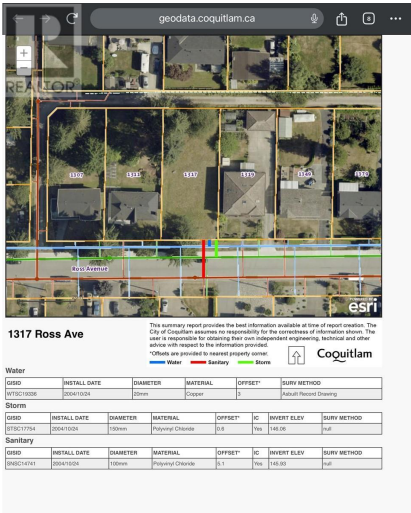 geodata.coquitlam.ca
8
REALTOR
1307
1311
1317
1319
Ross Avenue
esri
1317 Ross Ave
This summary report provides the best information available at time of report creation. The
City of Coquitlam assumes no responsibility for the correctness of information shown. The
user is responsible for obtaining their own independent engineering, technical and other
advice with respect to the information provided.
*Offsets are provided to nearest property corner.
Water Sanitary Storm
Coquitlam
Water
GISID INSTALL DATE DIAMETER MATERIAL OFFSET* SURV METHOD
WTSC19338 2004/10/24 20mm Copper 3 Asbuilt Record Drawing
Storm
GISID INSTALL DATE DIAMETER MATERIAL OFFSET* IC INVERT ELEV SURV METHOD
STSC17754 2004/10/24 150mm Polyvinyl Chloride 0.6 Yes 146.06 null
Sanitary
GISID INSTALL DATE DIAMETER MATERIAL OFFSET* IC INVERT ELEV SURV METHOD
SNSC14741 2004/10/24 100mm Polyvinyl Chloride 5.1 Yes 145.93 null